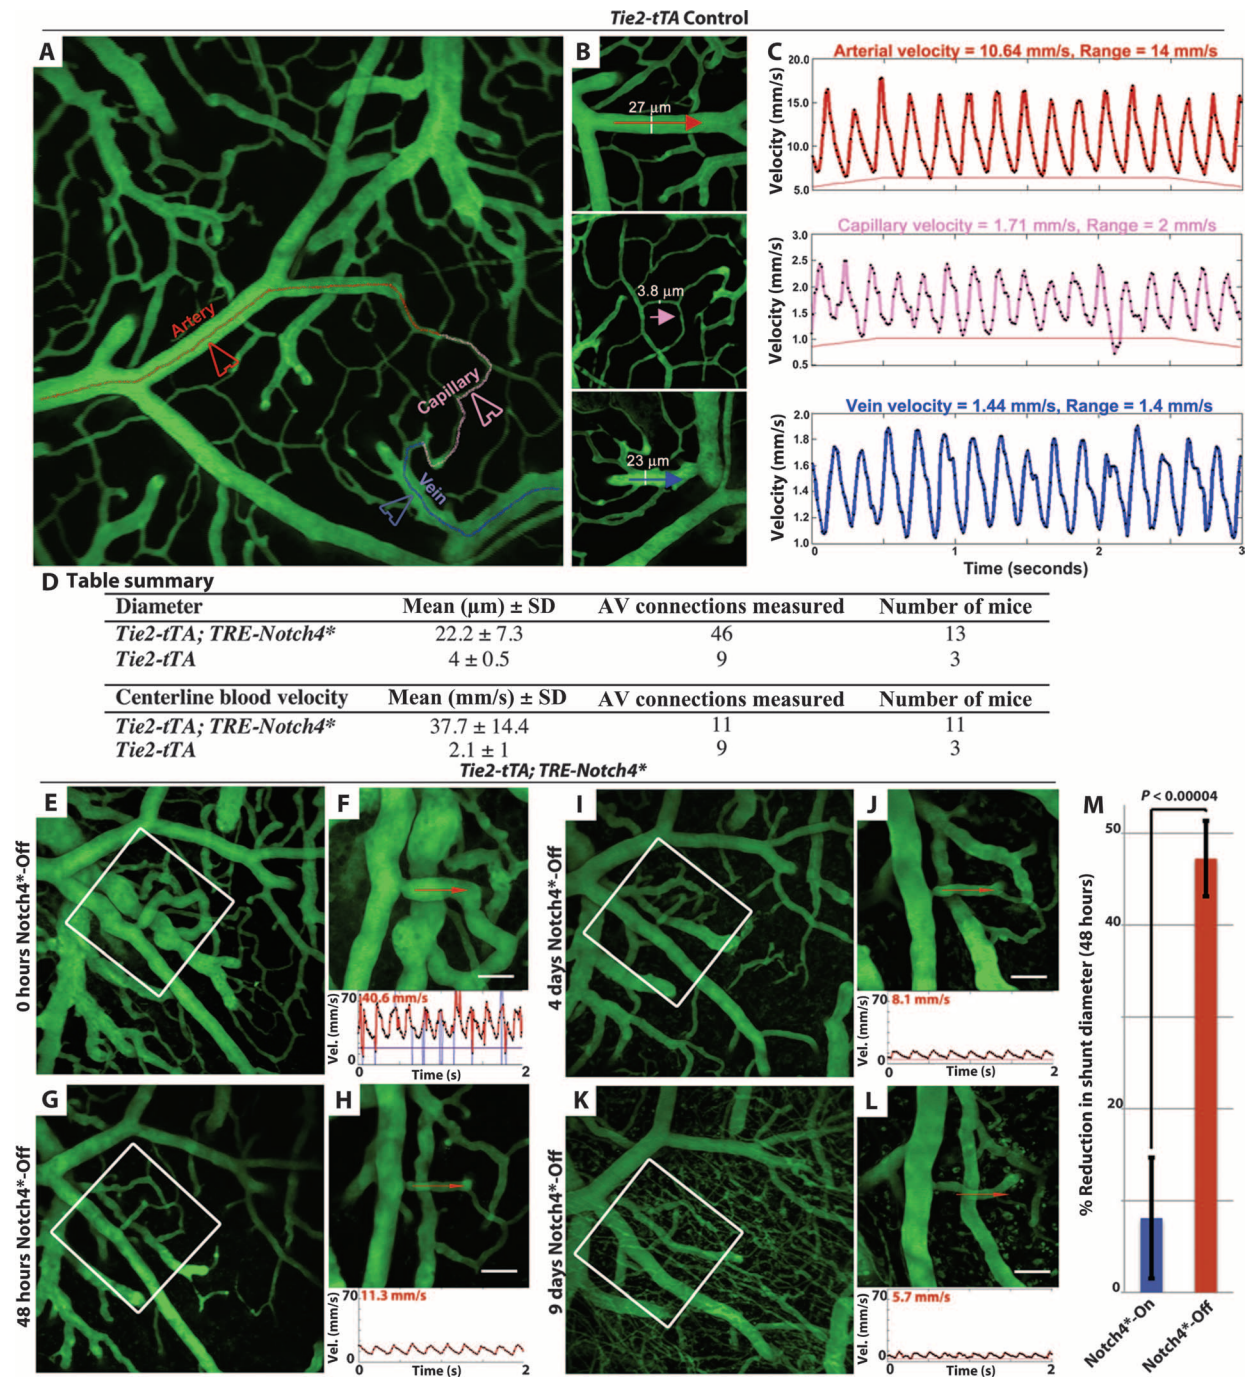 Tie2-tTA Control
A
Artery
Capillary
Vein
B
27 µm
3.8 µm
23 µm
C
Arterial velocity = 10.64 mm/s, Range = 14 mm/s
Velocity (mm/s)
20.0
15.0
10.0
5.0
Capillary velocity = 1.71 mm/s, Range = 2 mm/s
Velocity (mm/s)
3.0
2.5
2.0
1.5
1.0
0.5
Vein velocity = 1.44 mm/s, Range = 1.4 mm/s
Velocity (mm/s)
2.0
1.8
1.6
1.4
1.2
1.0
0 1 2 3
Time (seconds)
D Table summary
Diameter Mean (µm) ± SD AV connections measured Number of mice
Tie2-tTA; TRE-Notch4* 22.2 ± 7.3 46 13
Tie2-tTA 4 ± 0.5 9 3
Centerline blood velocity Mean (mm/s) ± SD AV connections measured Number of mice
Tie2-tTA; TRE-Notch4* 37.7 ± 14.4 11 11
Tie2-tTA 2.1 ± 1 9 3
Tie2-tTA; TRE-Notch4*
0 hours Notch4*-Off
E
F
Vel. (mm/s)
70
0
40.6 mm/s
0 Time (s) 2
4 days Notch4*-Off
I
J
Vel. (mm/s)
70
0
8.1 mm/s
0 Time (s) 2
48 hours Notch4*-Off
G
H
Vel. (mm/s)
70
0
11.3 mm/s
0 Time (s) 2
9 days Notch4*-Off
K
L
Vel. (mm/s)
70
0
5.7 mm/s
0 Time (s) 2
M
P < 0.00004
% Reduction in shunt diameter (48 hours)
50
40
20
0
Notch4*-On
Notch4*-Off